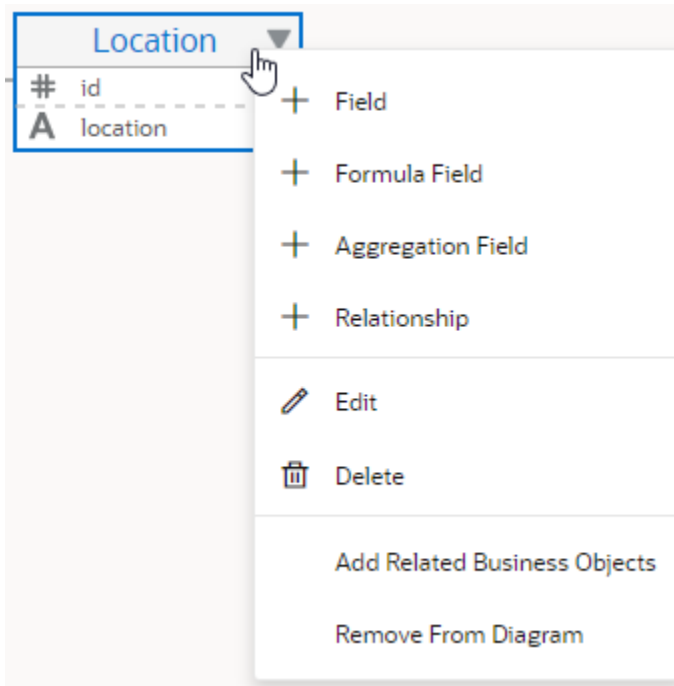 Location
# id
A location
Field
Formula Field
Aggregation Field
Relationship
Edit
Delete
Add Related Business Objects
Remove From Diagram